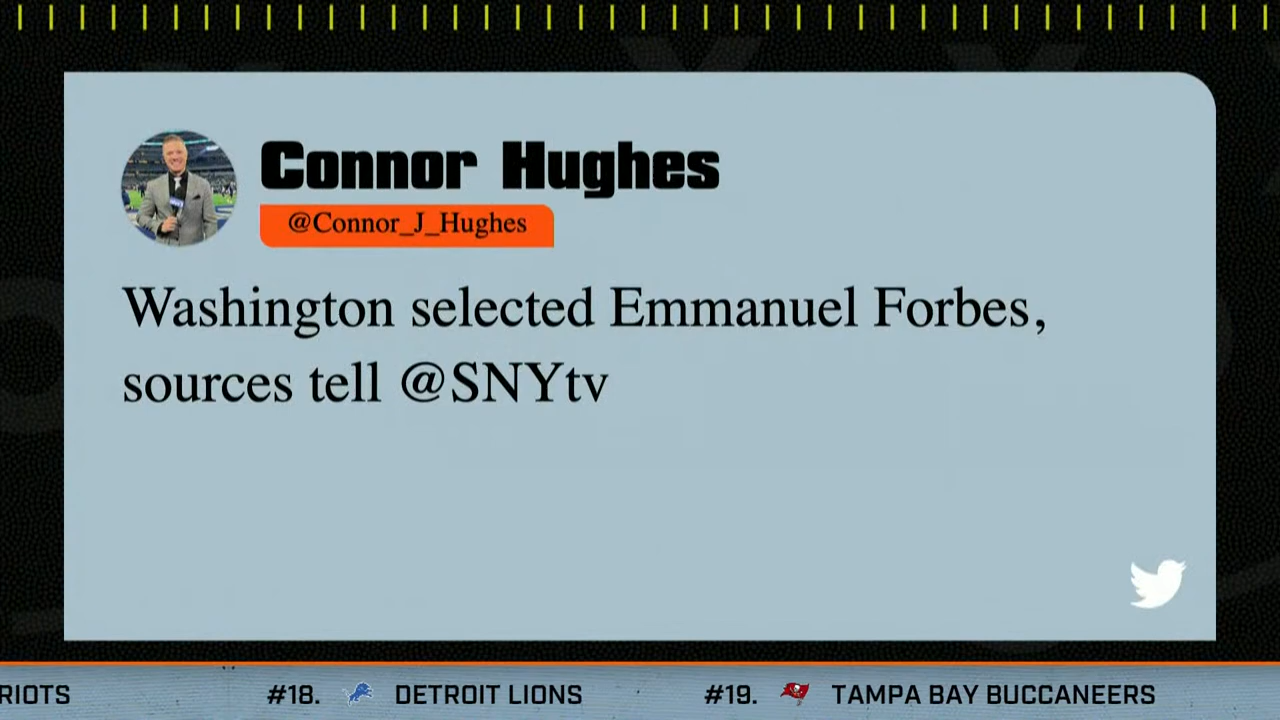 Connor Hughes
@Connor_J_Hughes
Washington selected Emmanuel Forbes,
sources tell @SNYtv
RIOTS #18. DETROIT LIONS #19. TAMPA BAY BUCCANEERS